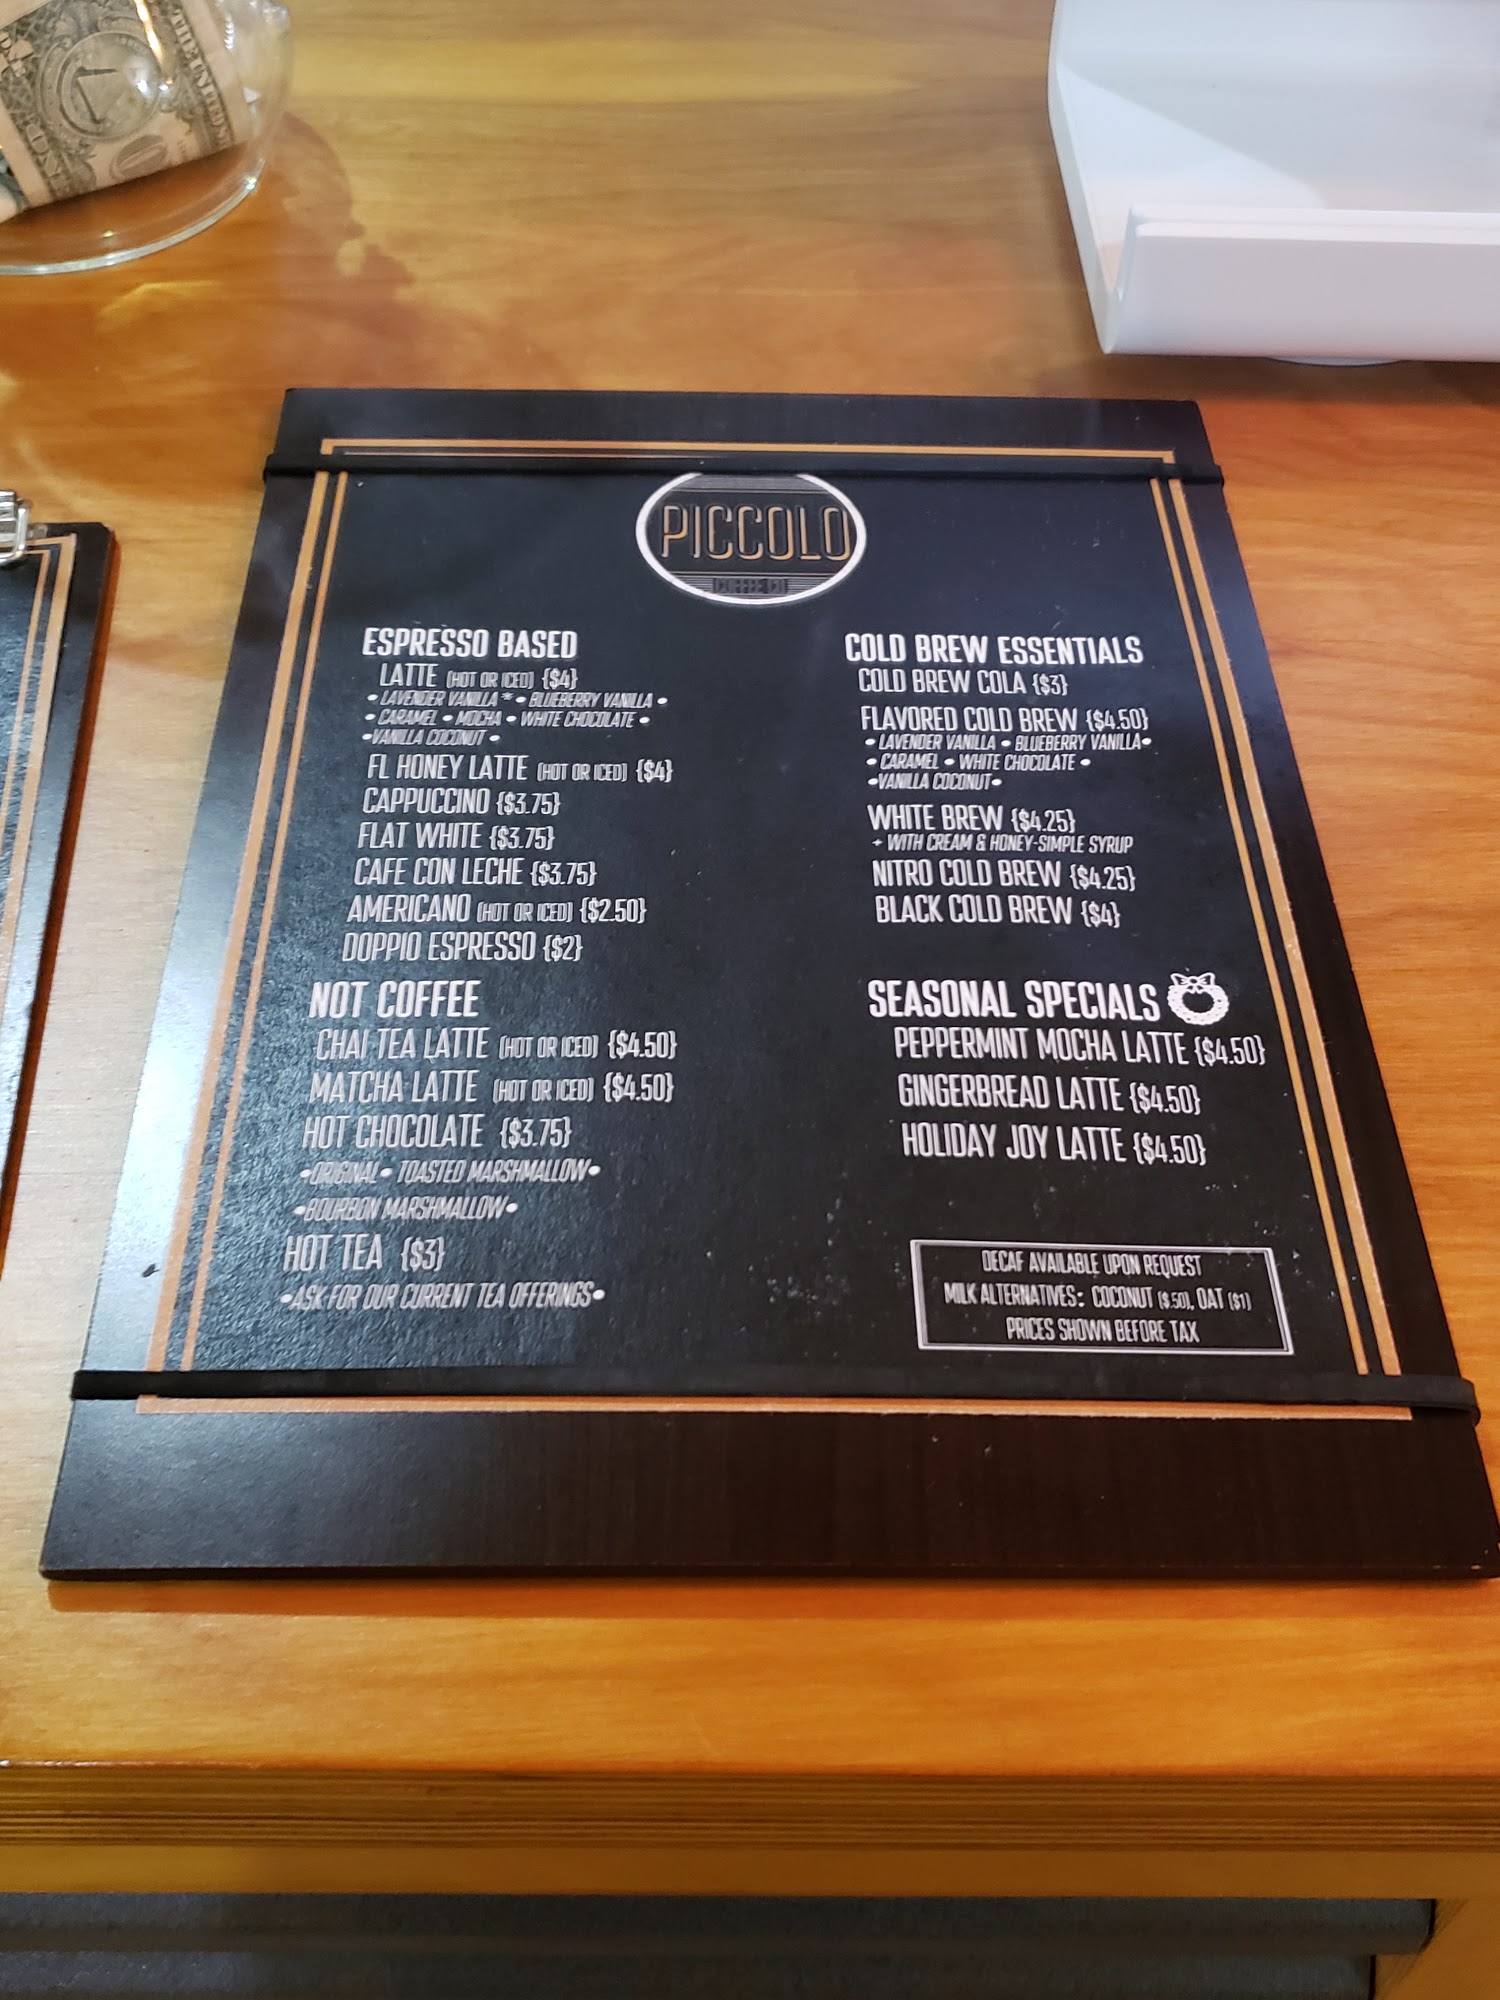 THE UNITED S
PICCOLO
COFFEE CO
ESPRESSO BASED
LATTE (HOT OR ICED) {$4}
• LAVENDER VANILLA * • BLUEBERRY VANILLA •
• CARAMEL • MOCHA • WHITE CHOCOLATE •
•VANILLA COCONUT •
FL HONEY LATTE (HOT OR ICED) {$4}
CAPPUCCINO {$3.75}
FLAT WHITE {$3.75}
CAFE CON LECHE {$3.75}
AMERICANO (HOT OR ICED) {$2.50}
DOPPIO ESPRESSO {$2}
NOT COFFEE
CHAI TEA LATTE (HOT OR ICED) {$4.50}
MATCHA LATTE (HOT OR ICED) {$4.50}
HOT CHOCOLATE {$3.75}
•ORIGINAL• TOASTED MARSHMALLOW•
•BOURBON MARSHMALLOW•
HOT TEA {$3}
•ASK FOR OUR CURRENT TEA OFFERINGS•
COLD BREW ESSENTIALS
COLD BREW COLA {$3}
FLAVORED COLD BREW {$4.50}
• LAVENDER VANILLA • BLUEBERRY VANILLA•
• CARAMEL • WHITE CHOCOLATE •
•VANILLA COCONUT•
WHITE BREW {$4.25}
+ WITH CREAM & HONEY-SIMPLE SYRUP
NITRO COLD BREW {$4.25}
BLACK COLD BREW {$4}
SEASONAL SPECIALS
PEPPERMINT MOCHA LATTE {$4.50}
GINGERBREAD LATTE {$4.50}
HOLIDAY JOY LATTE {$4.50}
DECAF AVAILABLE UPON REQUEST
MILK ALTERNATIVES: COCONUT ($.50), OAT ($1)
PRICES SHOWN BEFORE TAX